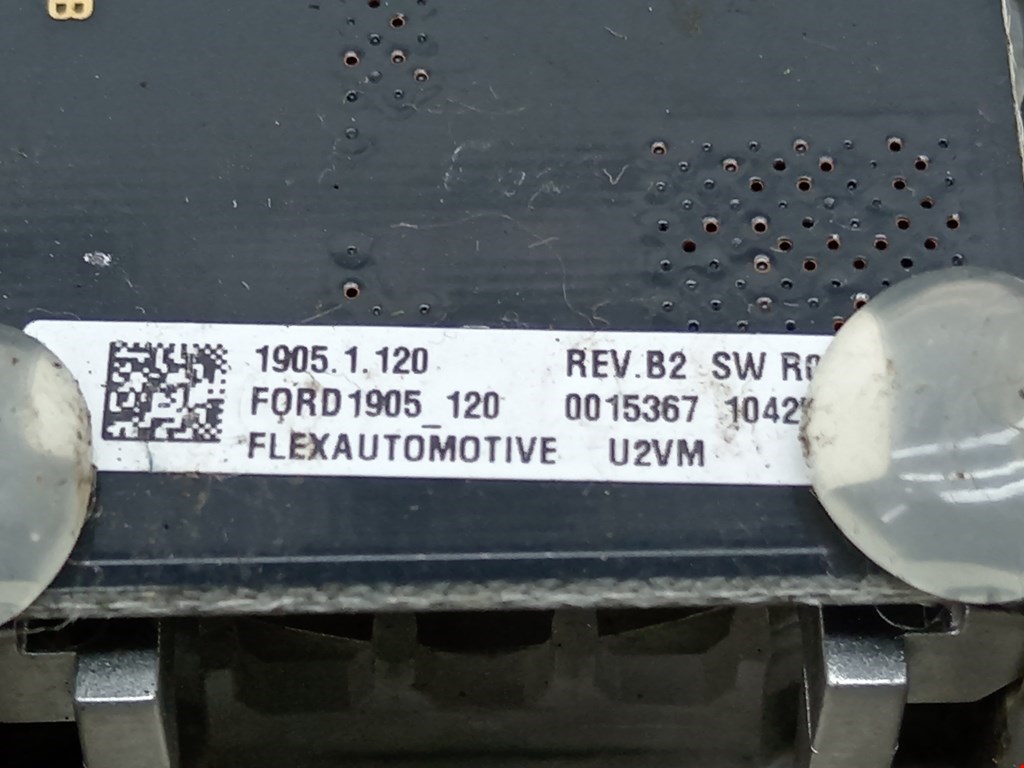 B
1905.1.120 REV.B2 SW
FORD1905_120 0015367
FLEXAUTOMOTIVE U2VM